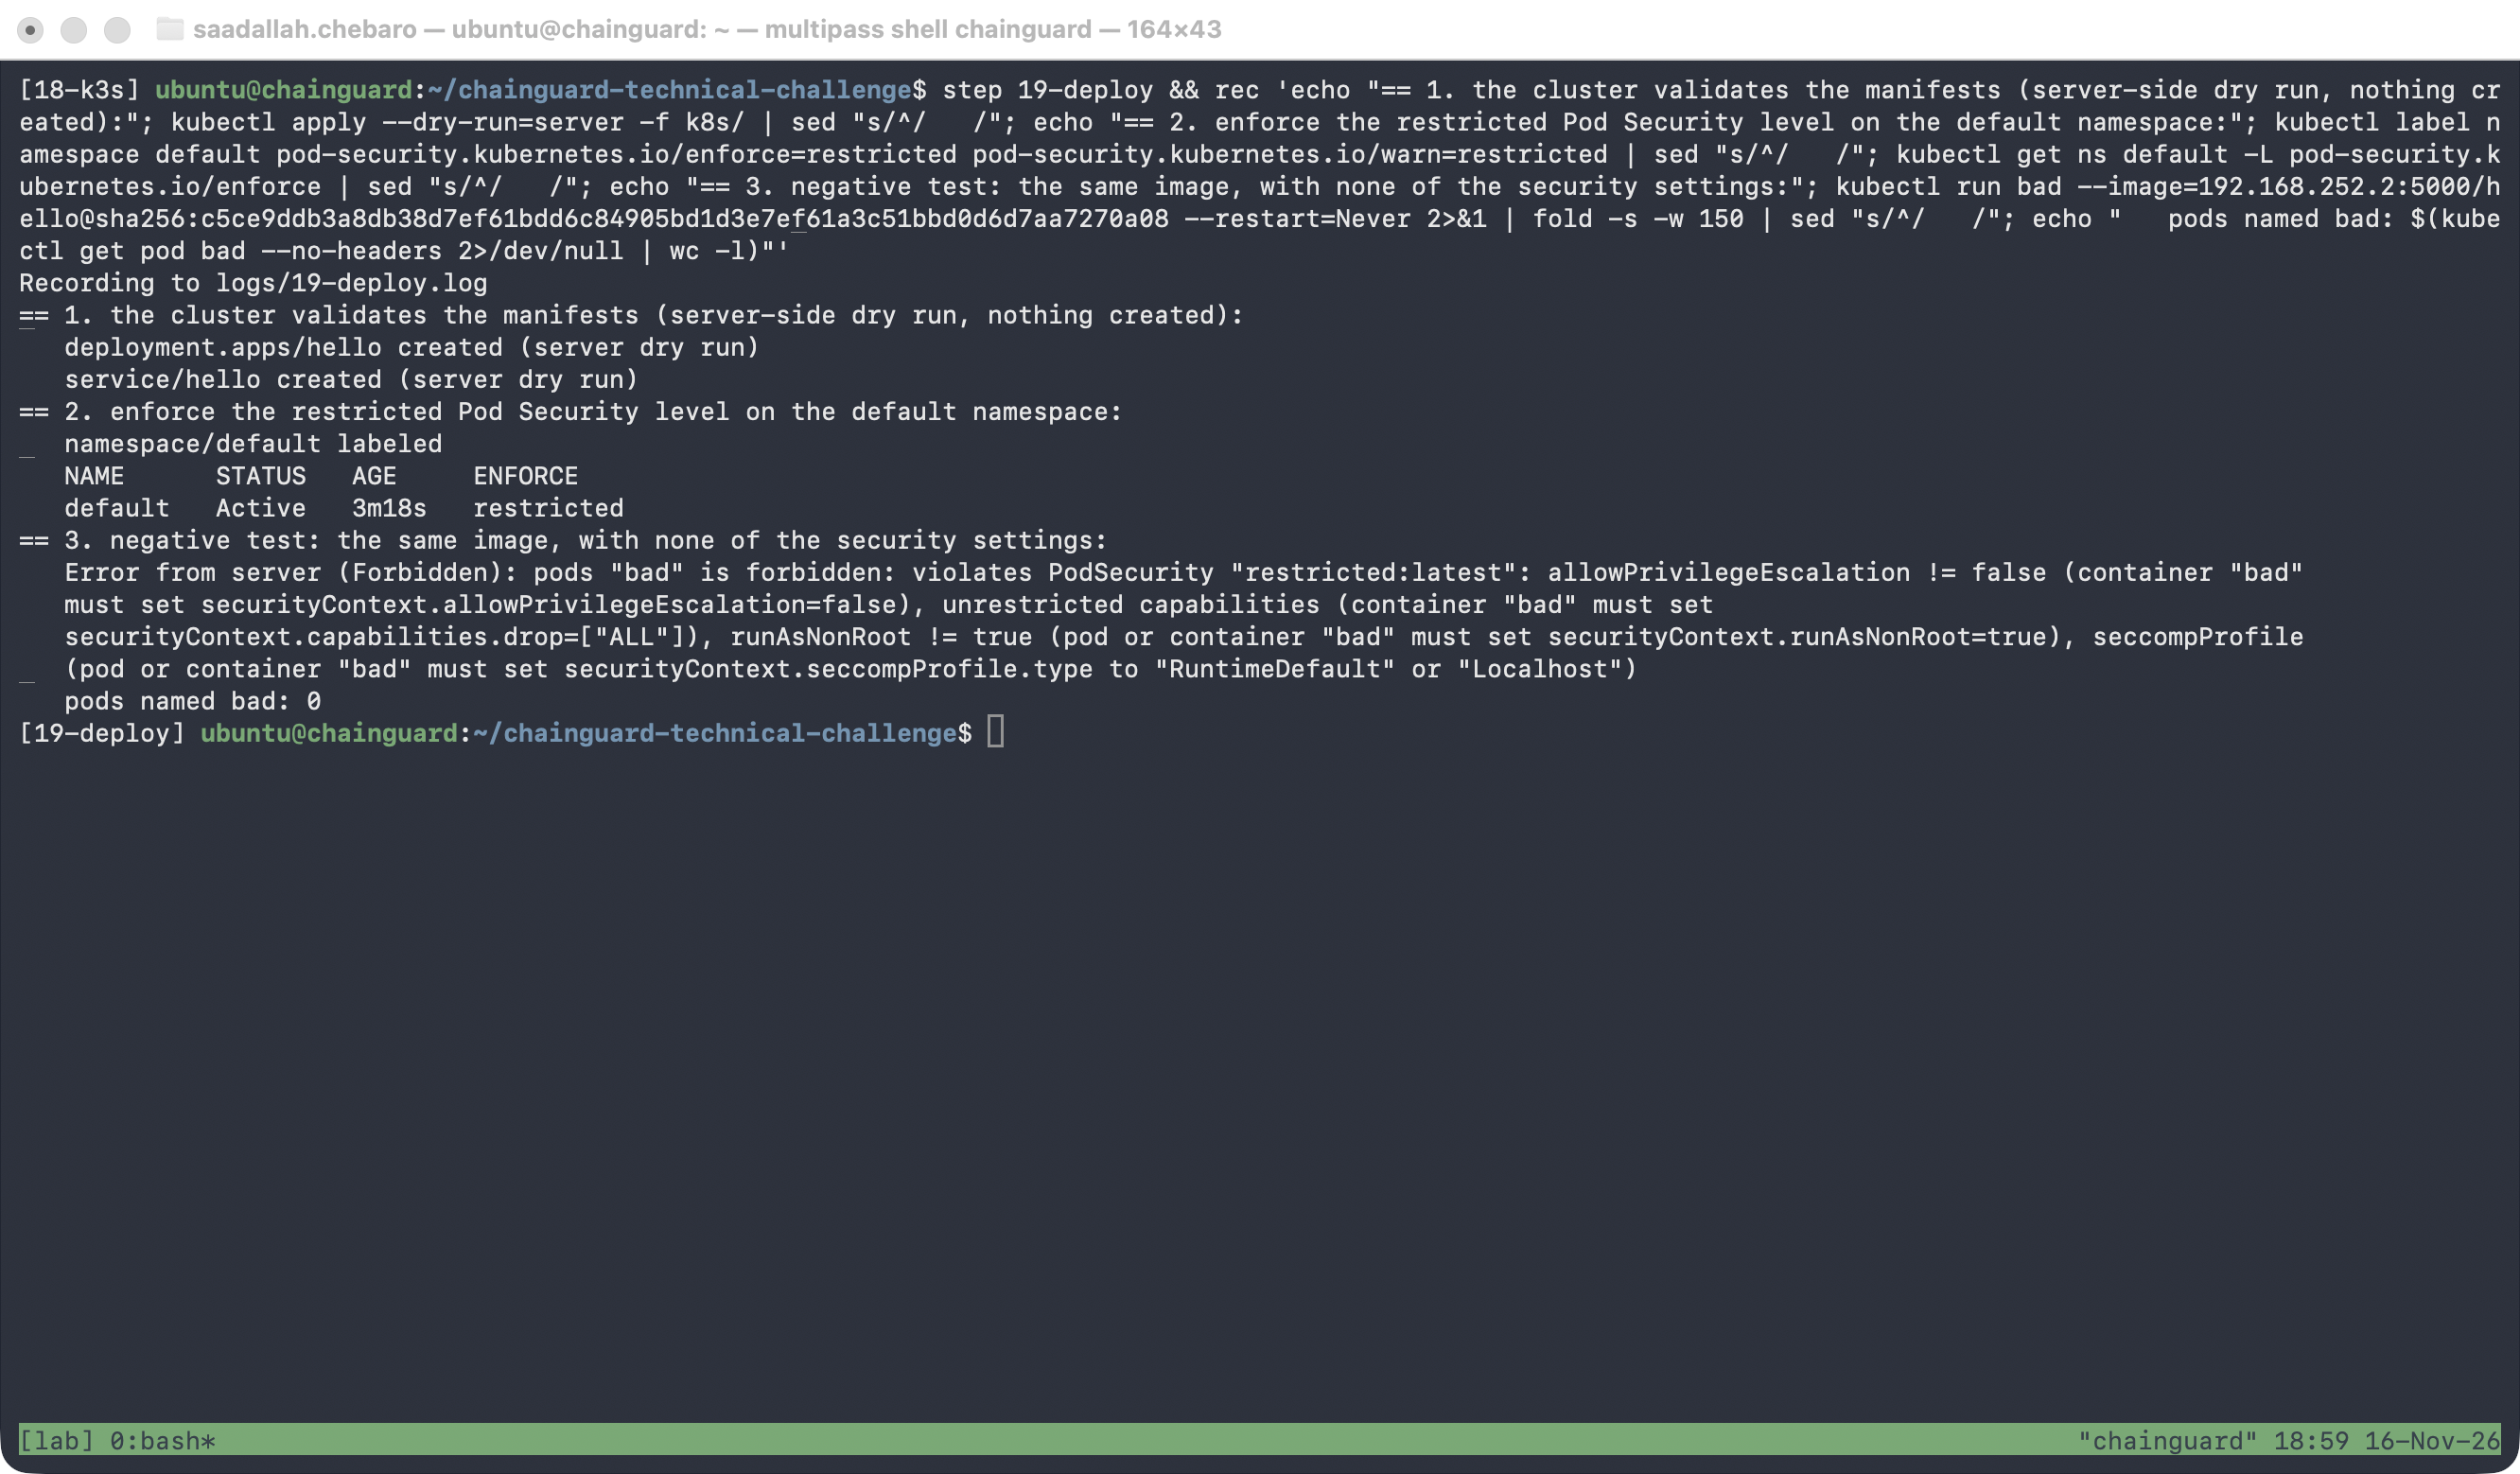 saadallah.chebaro — ubuntu@chainguard: ~ — multipass shell chainguard — 164×43
[18-k3s] ubuntu@chainguard:~/chainguard-technical-challenge$ step 19-deploy && rec 'echo "== 1. the cluster validates the manifests (server-side dry run, nothing cr
eated):"; kubectl apply --dry-run=server -f k8s/ | sed "s/^/   /"; echo "== 2. enforce the restricted Pod Security level on the default namespace:"; kubectl label n
amespace default pod-security.kubernetes.io/enforce=restricted pod-security.kubernetes.io/warn=restricted | sed "s/^/   /"; kubectl get ns default -L pod-security.k
ubernetes.io/enforce | sed "s/^/   /"; echo "== 3. negative test: the same image, with none of the security settings:"; kubectl run bad --image=192.168.252.2:5000/h
ello@sha256:c5ce9ddb3a8db38d7ef61bdd6c84905bd1d3e7ef61a3c51bbd0d6d7aa7270a08 --restart=Never 2>&1 | fold -s -w 150 | sed "s/^/   /"; echo "   pods named bad: $(kube
ctl get pod bad --no-headers 2>/dev/null | wc -l)"'
Recording to logs/19-deploy.log
== 1. the cluster validates the manifests (server-side dry run, nothing created):
   deployment.apps/hello created (server dry run)
   service/hello created (server dry run)
== 2. enforce the restricted Pod Security level on the default namespace:
   namespace/default labeled
   NAME      STATUS   AGE     ENFORCE
   default   Active   3m18s   restricted
== 3. negative test: the same image, with none of the security settings:
   Error from server (Forbidden): pods "bad" is forbidden: violates PodSecurity "restricted:latest": allowPrivilegeEscalation != false (container "bad"
   must set securityContext.allowPrivilegeEscalation=false), unrestricted capabilities (container "bad" must set
   securityContext.capabilities.drop=["ALL"]), runAsNonRoot != true (pod or container "bad" must set securityContext.runAsNonRoot=true), seccompProfile
   (pod or container "bad" must set securityContext.seccompProfile.type to "RuntimeDefault" or "Localhost")
   pods named bad: 0
[19-deploy] ubuntu@chainguard:~/chainguard-technical-challenge$
[lab] 0:bash* "chainguard" 18:59 16-Nov-26